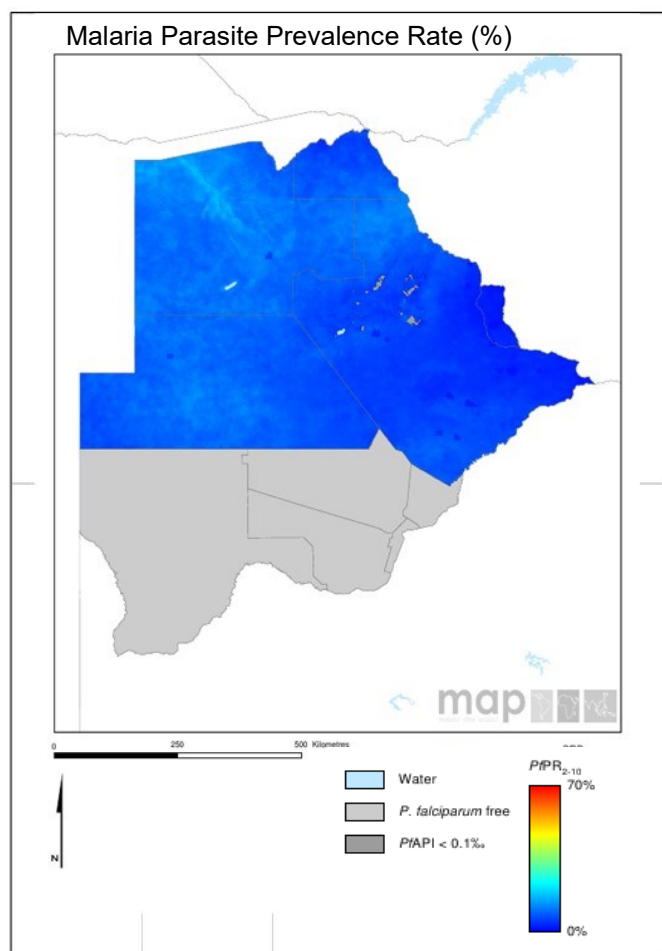 Malaria Parasite Prevalence Rate (%)
map
0 250 500 Kilometres
Water
P. falciparum free
PfAPI < 0.1‰
PfPR2-10
70%
0%
N